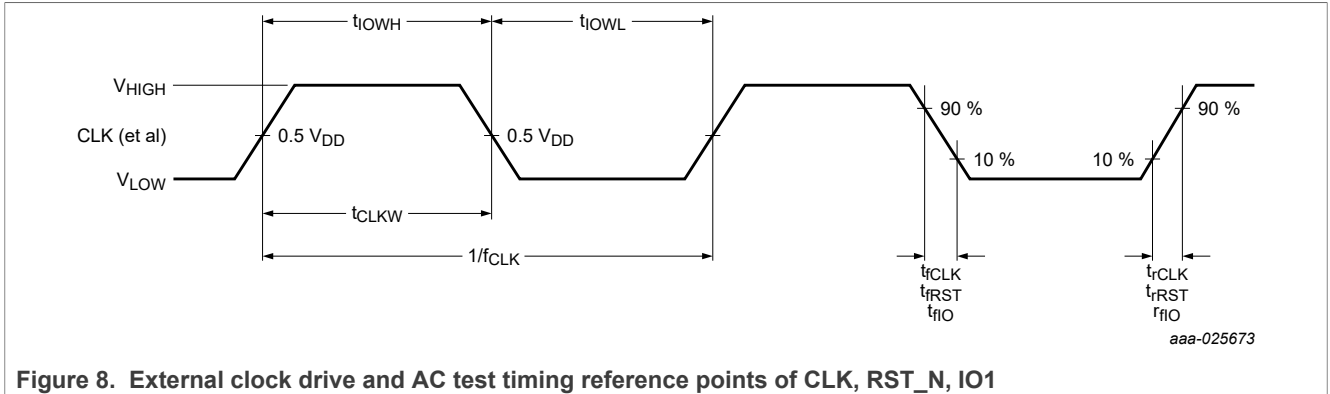 tIOWH tIOWL
VHIGH
90 % 90 %
CLK (et al) 0.5 VDD 0.5 VDD
10 % 10 %
VLOW
tCLKW
1/fCLK
tfCLK trCLK
tfRST trRST
tfIO rfIO
aaa-025673
Figure 8. External clock drive and AC test timing reference points of CLK, RST_N, IO1